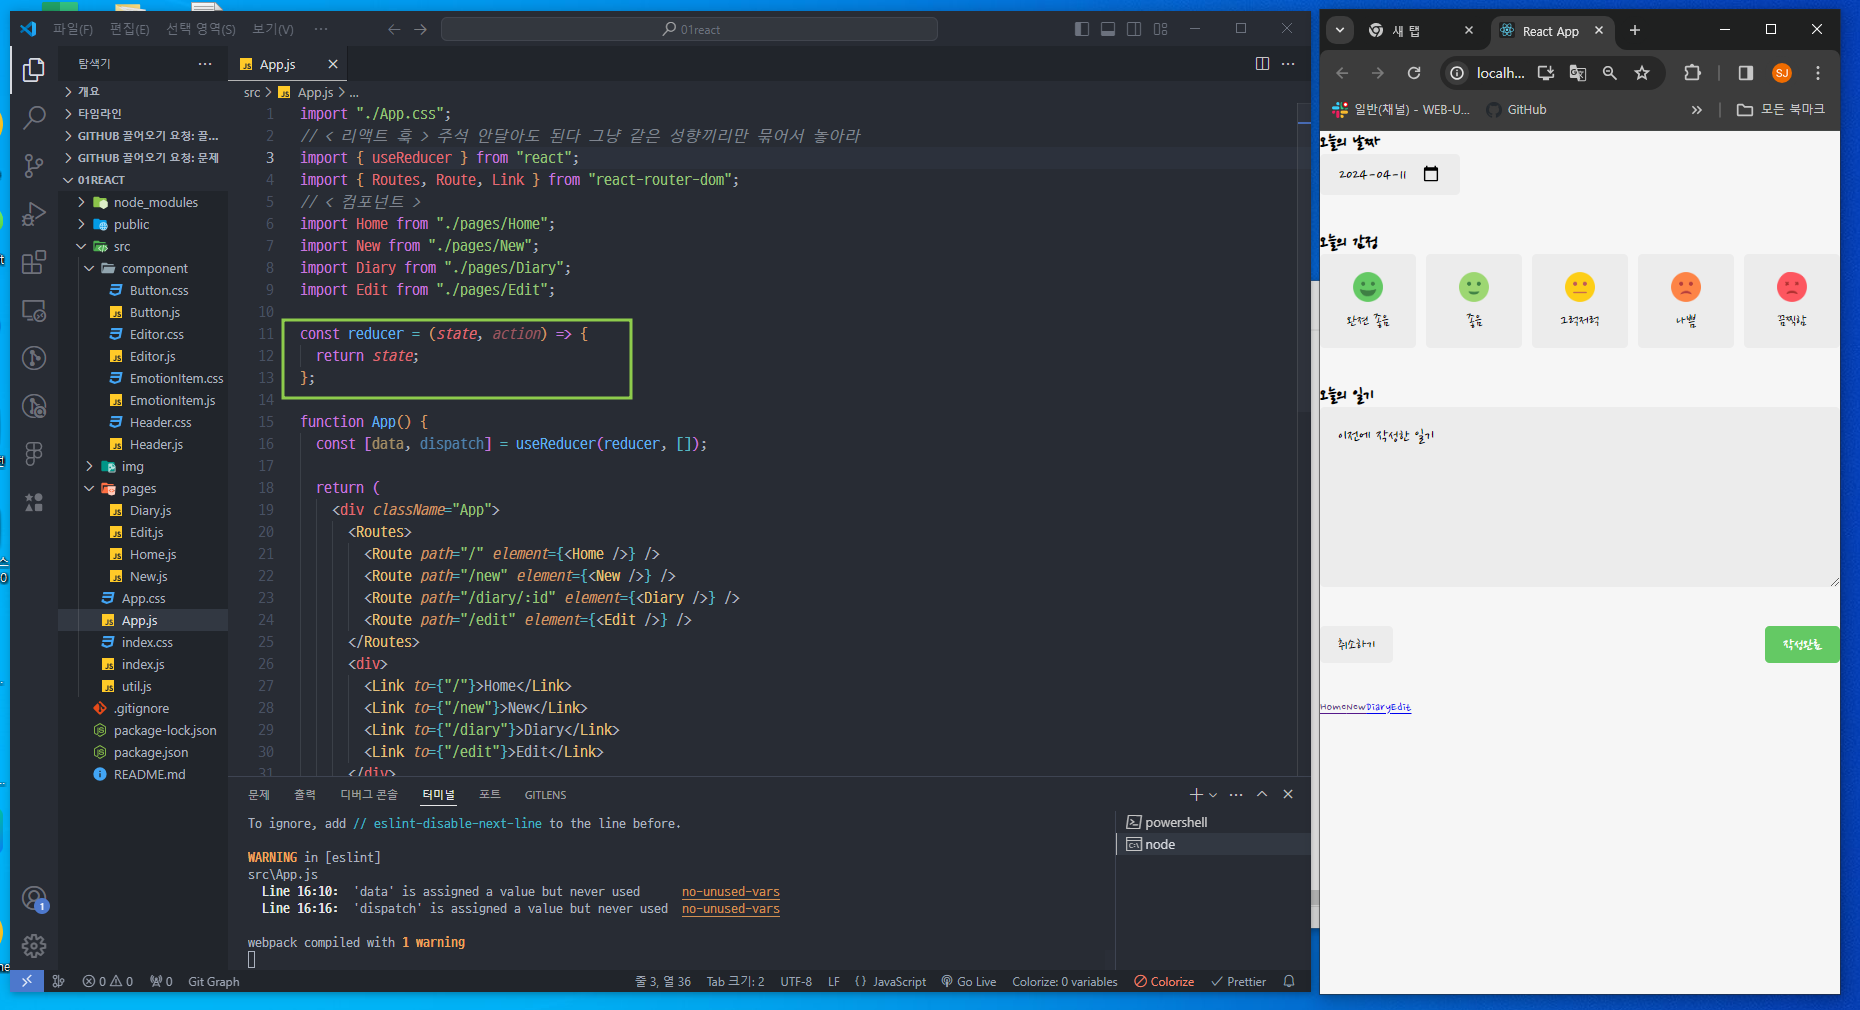 파일(F) 편집(E) 선택 영역(S) 보기(V) ··· 01react
탐색기 ···
App.js
개요
타임라인
GITHUB 끌어오기 요청: 끌...
GITHUB 끌어오기 요청: 문제
01REACT
node_modules
public
src
component
Button.css
Button.js
Editor.css
Editor.js
EmotionItem.css
EmotionItem.js
Header.css
Header.js
img
pages
Diary.js
Edit.js
Home.js
New.js
App.css
App.js
index.css
index.js
util.js
.gitignore
package-lock.json
package.json
README.md
1
src > App.js > ...
1 import "./App.css";
2 // < 리액트 훅 > 주석 안달아도 된다 그냥 같은 성향끼리만 묶어서 놓아라
3 import { useReducer } from "react";
4 import { Routes, Route, Link } from "react-router-dom";
5 // < 컴포넌트 >
6 import Home from "./pages/Home";
7 import New from "./pages/New";
8 import Diary from "./pages/Diary";
9 import Edit from "./pages/Edit";
10
11 const reducer = (state, action) => {
12 return state;
13 };
14
15 function App() {
16 const [data, dispatch] = useReducer(reducer, []);
17
18 return (
19 <div className="App">
20 <Routes>
21 <Route path="/" element={<Home />} />
22 <Route path="/new" element={<New />} />
23 <Route path="/diary/:id" element={<Diary />} />
24 <Route path="/edit" element={<Edit />} />
25 </Routes>
26 <div>
27 <Link to={"/"}>Home</Link>
28 <Link to={"/new"}>New</Link>
29 <Link to={"/diary"}>Diary</Link>
30 <Link to={"/edit"}>Edit</Link>
31 </div>
문제 출력 디버그 콘솔 터미널 포트 GITLENS
To ignore, add // eslint-disable-next-line to the line before.
WARNING in [eslint]
src\App.js
Line 16:10: 'data' is assigned a value but never used no-unused-vars
Line 16:16: 'dispatch' is assigned a value but never used no-unused-vars
webpack compiled with 1 warning
powershell
node
0 0 0 Git Graph 줄 3, 열 36 Tab 크기: 2 UTF-8 LF {} JavaScript Go Live Colorize: 0 variables Colorize Prettier
새 탭 React App
localh... SJ
일반(채널) - WEB-U... GitHub » 모든 북마크
오늘의 날짜
2024-04-11
오늘의 감정
완전 좋음 좋음 그럭저럭 나쁨 끔찍함
오늘의 일기
이전에 작성한 일기
취소하기 작성완료
HomeNewDiaryEdit